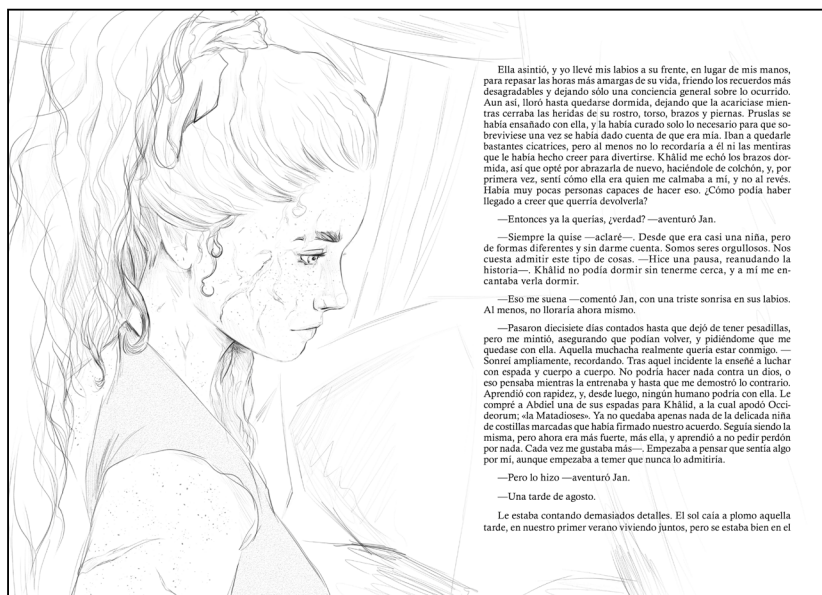 Ella asintió, y yo llevé mis labios a su frente, en lugar de mis manos,
para repasar las horas más amargas de su vida, friendo los recuerdos más
desagradables y dejando sólo una conciencia general sobre lo ocurrido.
Aun así, lloró hasta quedarse dormida, dejando que la acariciase mien-
tras cerraba las heridas de su rostro, torso, brazos y piernas. Pruslas se
había ensañado con ella, y la había curado solo lo necesario para que so-
breviviese una vez se había dado cuenta de que era mía. Iban a quedarle
bastantes cicatrices, pero al menos no lo recordaría a él ni las mentiras
que le había hecho creer para divertirse. Khâlid me echó los brazos dor-
mida, así que opté por abrazarla de nuevo, haciéndole de colchón, y, por
primera vez, sentí cómo ella era quien me calmaba a mí, y no al revés.
Había muy pocas personas capaces de hacer eso. ¿Cómo podía haber
llegado a creer que querría devolverla?
—Entonces ya la querías, ¿verdad? —aventuró Jan.
—Siempre la quise —aclaré—. Desde que era casi una niña, pero
de formas diferentes y sin darme cuenta. Somos seres orgullosos. Nos
cuesta admitir este tipo de cosas. —Hice una pausa, reanudando la
historia—. Khâlid no podía dormir sin tenerme cerca, y a mí me en-
cantaba verla dormir.
—Eso me suena —comentó Jan, con una triste sonrisa en sus labios.
Al menos, no lloraría ahora mismo.
—Pasaron diecisiete días contados hasta que dejó de tener pesadillas,
pero me mintió, asegurando que podían volver, y pidiéndome que me
quedase con ella. Aquella muchacha realmente quería estar conmigo. —
Sonreí ampliamente, recordando. Tras aquel incidente la enseñé a luchar
con espada y cuerpo a cuerpo. No podría hacer nada contra un dios, o
eso pensaba mientras la entrenaba y hasta que me demostró lo contrario.
Aprendió con rapidez, y, desde luego, ningún humano podría con ella. Le
compré a Abdiel una de sus espadas para Khâlid, a la cual apodó Occi-
deorum; «la Matadioses». Ya no quedaba apenas nada de la delicada niña
de costillas marcadas que había firmado nuestro acuerdo. Seguía siendo la
misma, pero ahora era más fuerte, más ella, y aprendió a no pedir perdón
por nada. Cada vez me gustaba más—. Empezaba a pensar que sentía algo
por mí, aunque empezaba a temer que nunca lo admitiría.
—Pero lo hizo —aventuró Jan.
—Una tarde de agosto.
Le estaba contando demasiados detalles. El sol caía a plomo aquella
tarde, en nuestro primer verano viviendo juntos, pero se estaba bien en el